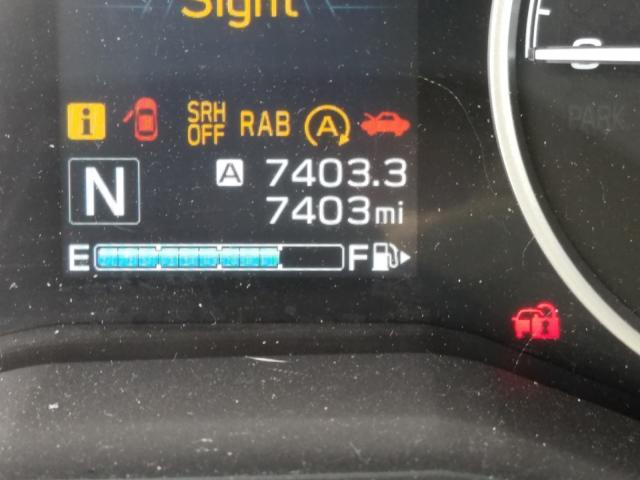 Sight
SRH OFF RAB A
N A 7403.3
7403mi
E F
PARK